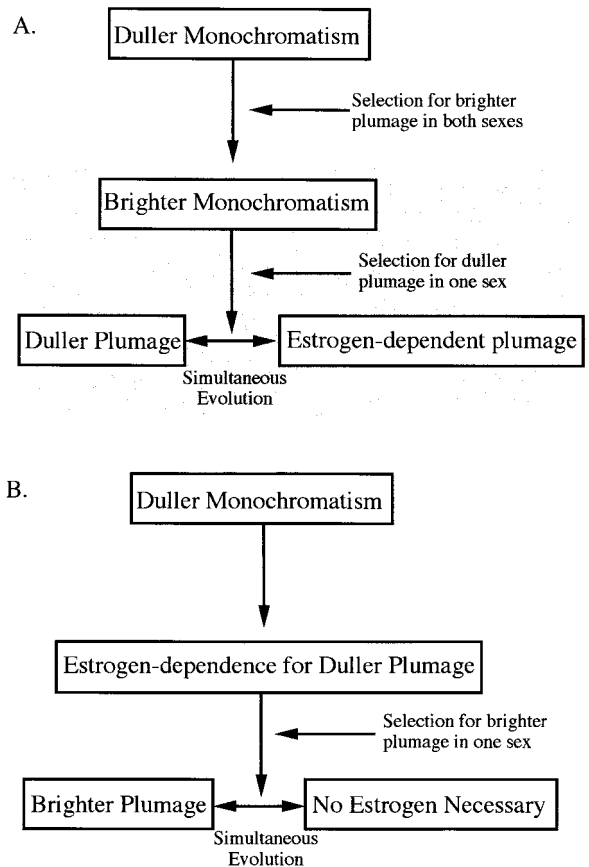 A.
Duller Monochromatism
Selection for brighter
plumage in both sexes
Brighter Monochromatism
Selection for duller
plumage in one sex
Duller Plumage
Estrogen-dependent plumage
Simultaneous
Evolution
B.
Duller Monochromatism
Estrogen-dependence for Duller Plumage
Selection for brighter
plumage in one sex
Brighter Plumage
No Estrogen Necessary
Simultaneous
Evolution